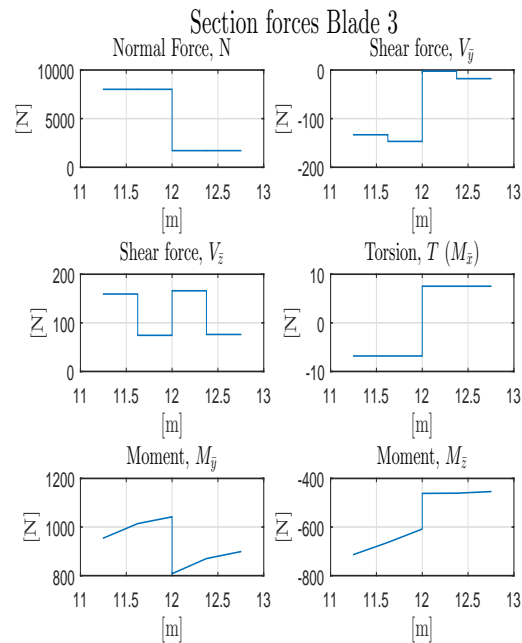 Section forces Blade 3
Normal Force, N
Shear force, V_ȳ
10000
5000
0
[N]
11 11.5 12 12.5 13
[m]
0
-100
-200
[N]
11 11.5 12 12.5 13
[m]
Shear force, V_z̄
Torsion, T (M_x̄)
200
100
0
[N]
11 11.5 12 12.5 13
[m]
10
0
-10
[N]
11 11.5 12 12.5 13
[m]
Moment, M_ȳ
Moment, M_z̄
1200
1000
800
[N]
11 11.5 12 12.5 13
[m]
-400
-600
-800
[N]
11 11.5 12 12.5 13
[m]